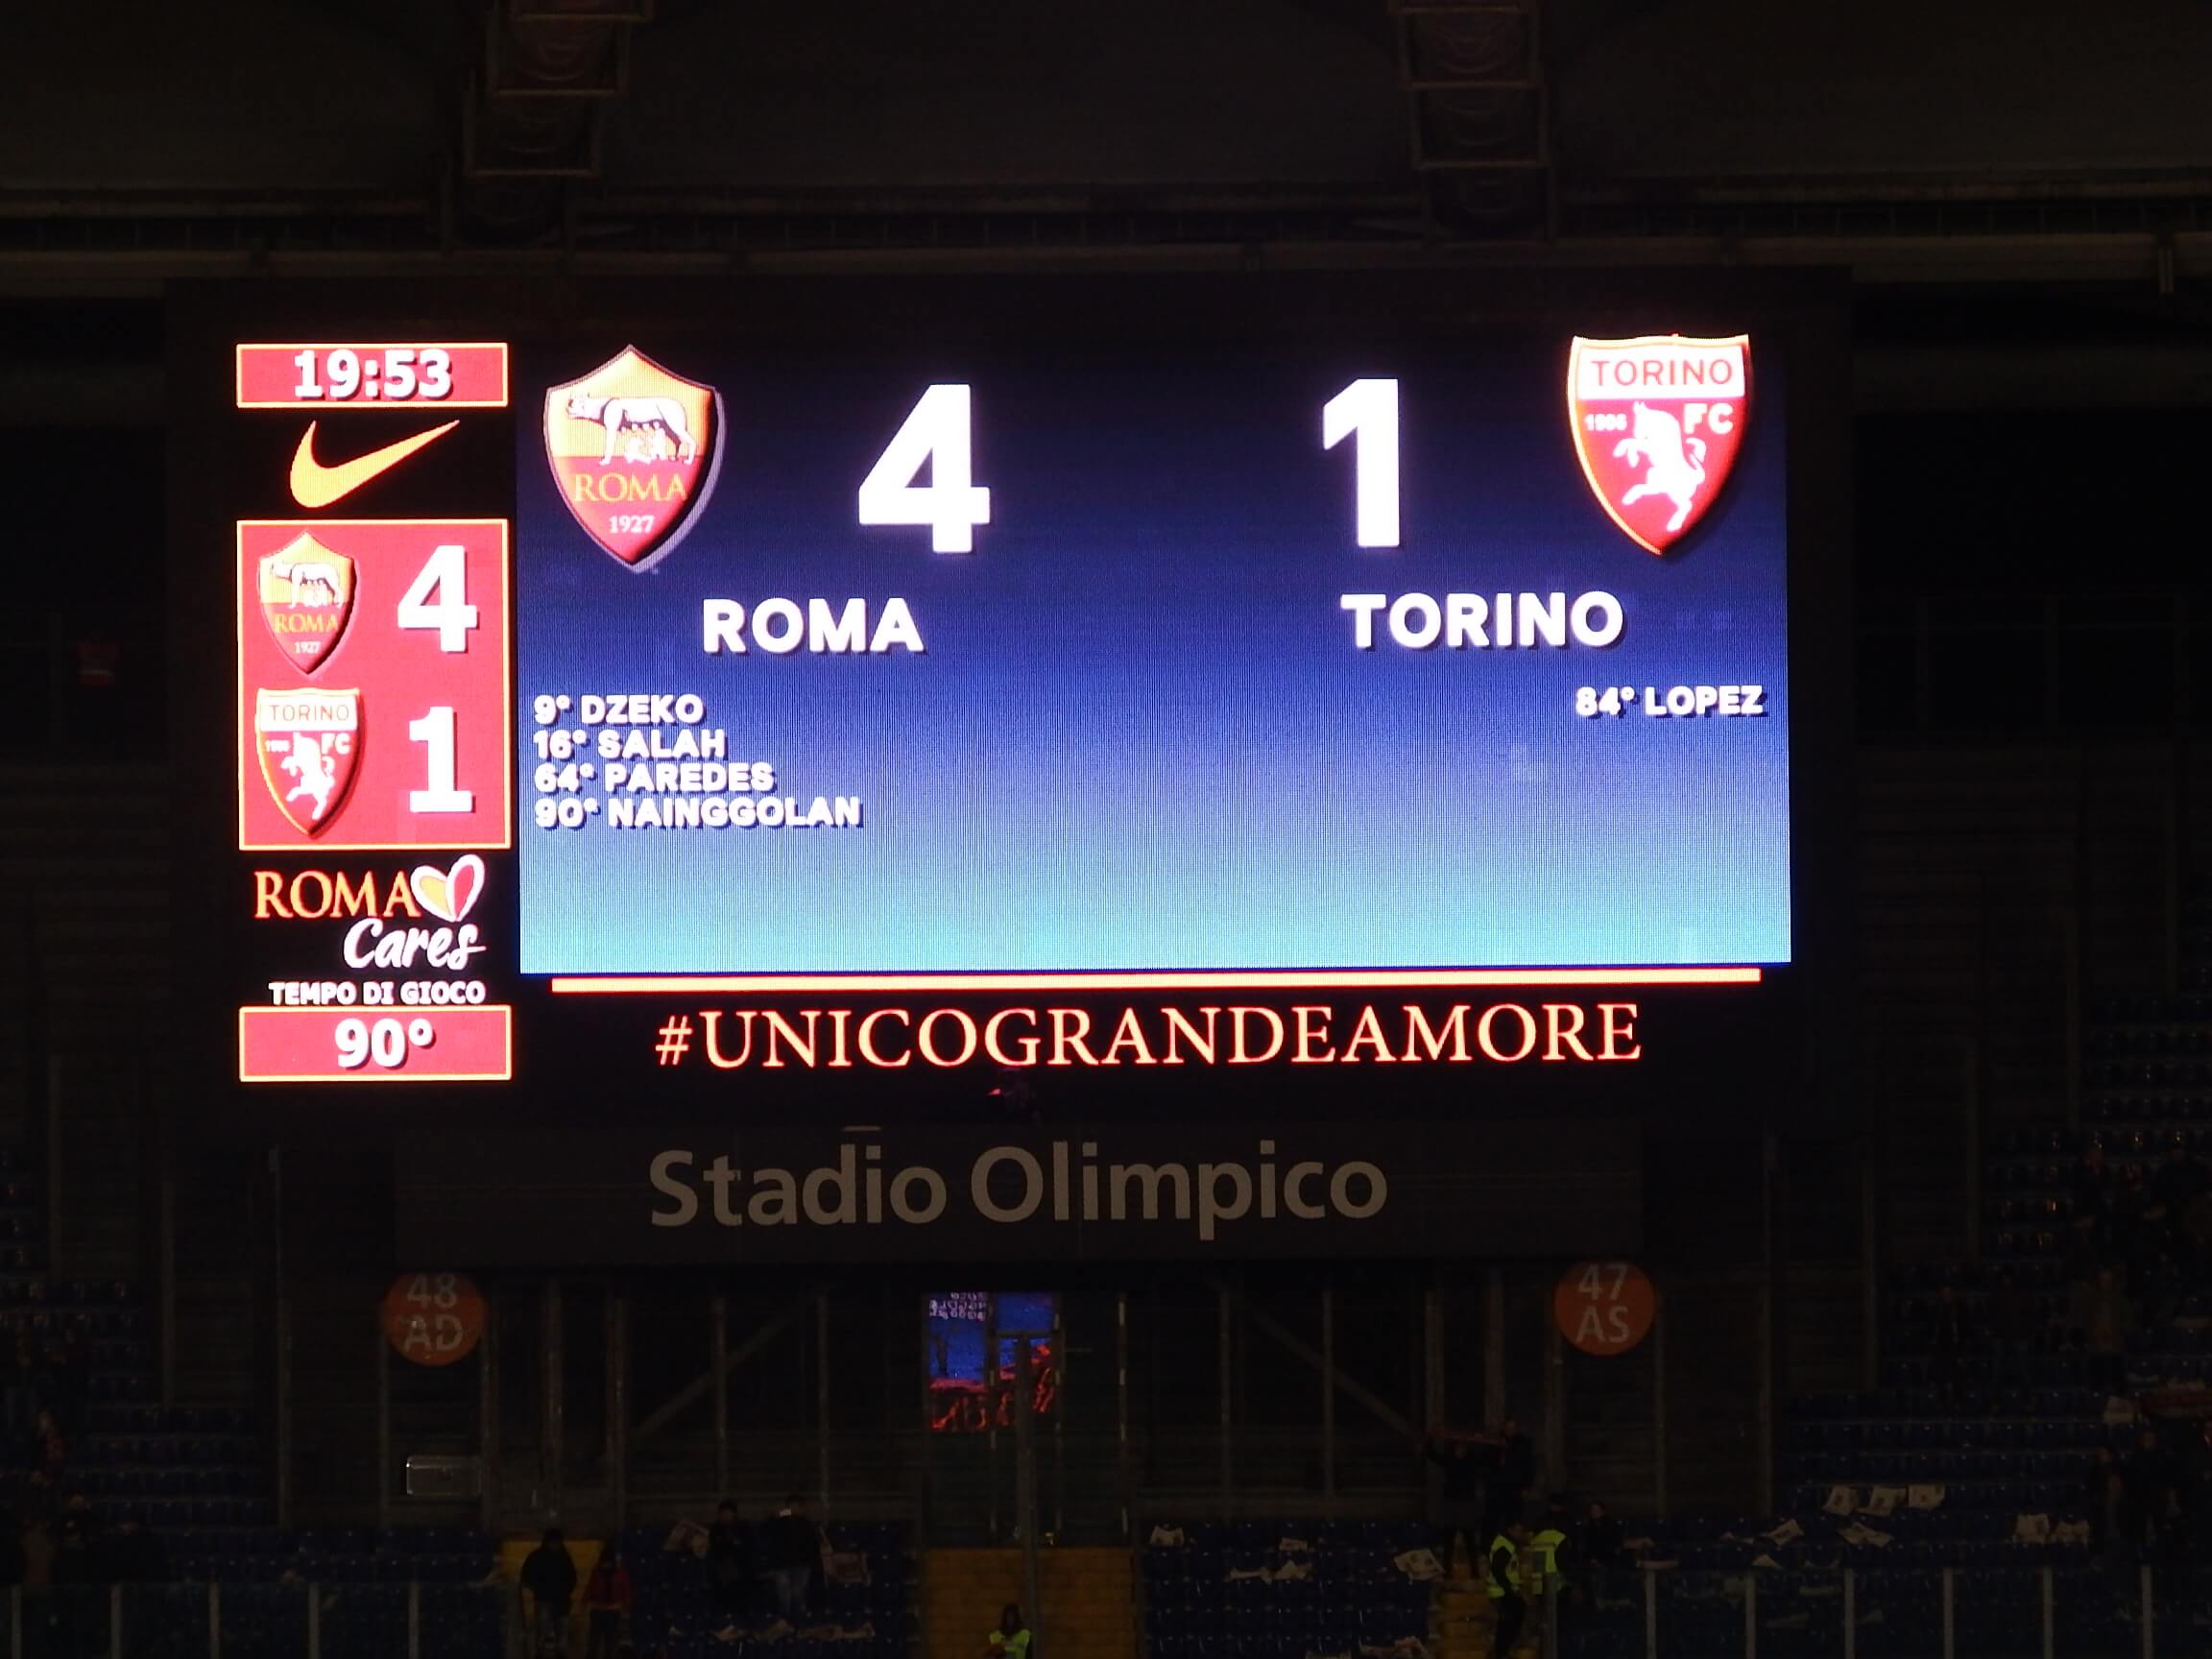 19:53
ROMA
1927
4
1
TORINO
1906 FC
ROMA
TORINO
9° DZEKO
16° SALAH
64° PAREDES
90° NAINGGOLAN
84° LOPEZ
ROMA
1927
4
TORINO
1906 FC
1
ROMA
Cares
TEMPO DI GIOCO
90°
#UNICOGRANDEAMORE
Stadio Olimpico
48
AD
47
AS